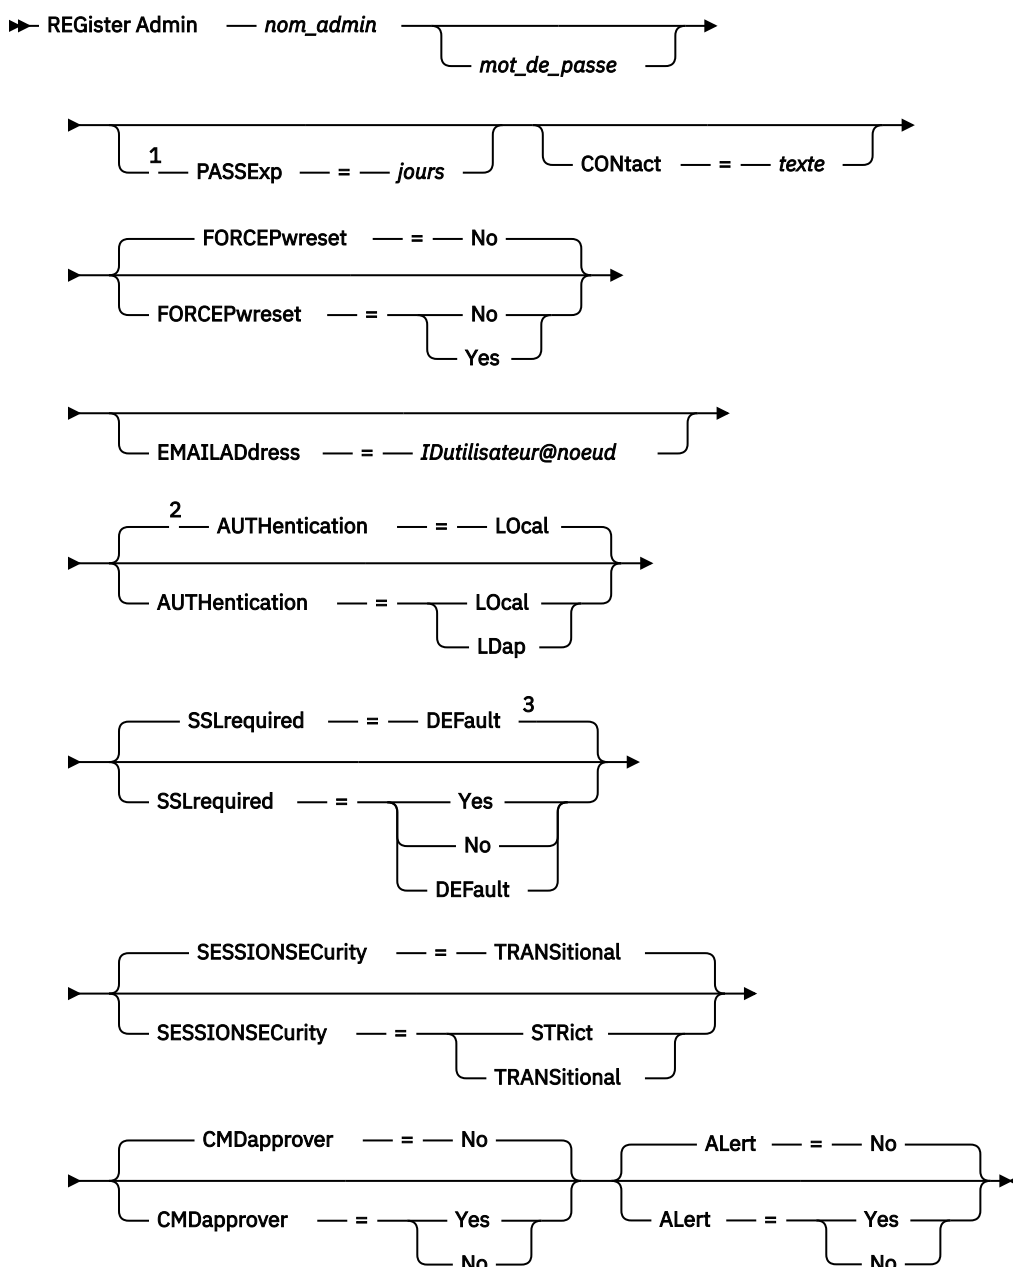 REGister Admin nom_admin
mot_de_passe
1 PASSExp = jours
CONtact = texte
FORCEPwreset = No
FORCEPwreset = No
Yes
EMAILADdress = IDutilisateur@noeud
2 AUTHentication = LOcal
AUTHentication = LOcal
LDap
SSLrequired = DEFault 3
SSLrequired = Yes
No
DEFault
SESSIONSECurity = TRANSitional
SESSIONSECurity = STRict
TRANSitional
CMDapprover = No ALert = No
CMDapprover = Yes ALert = Yes
No No